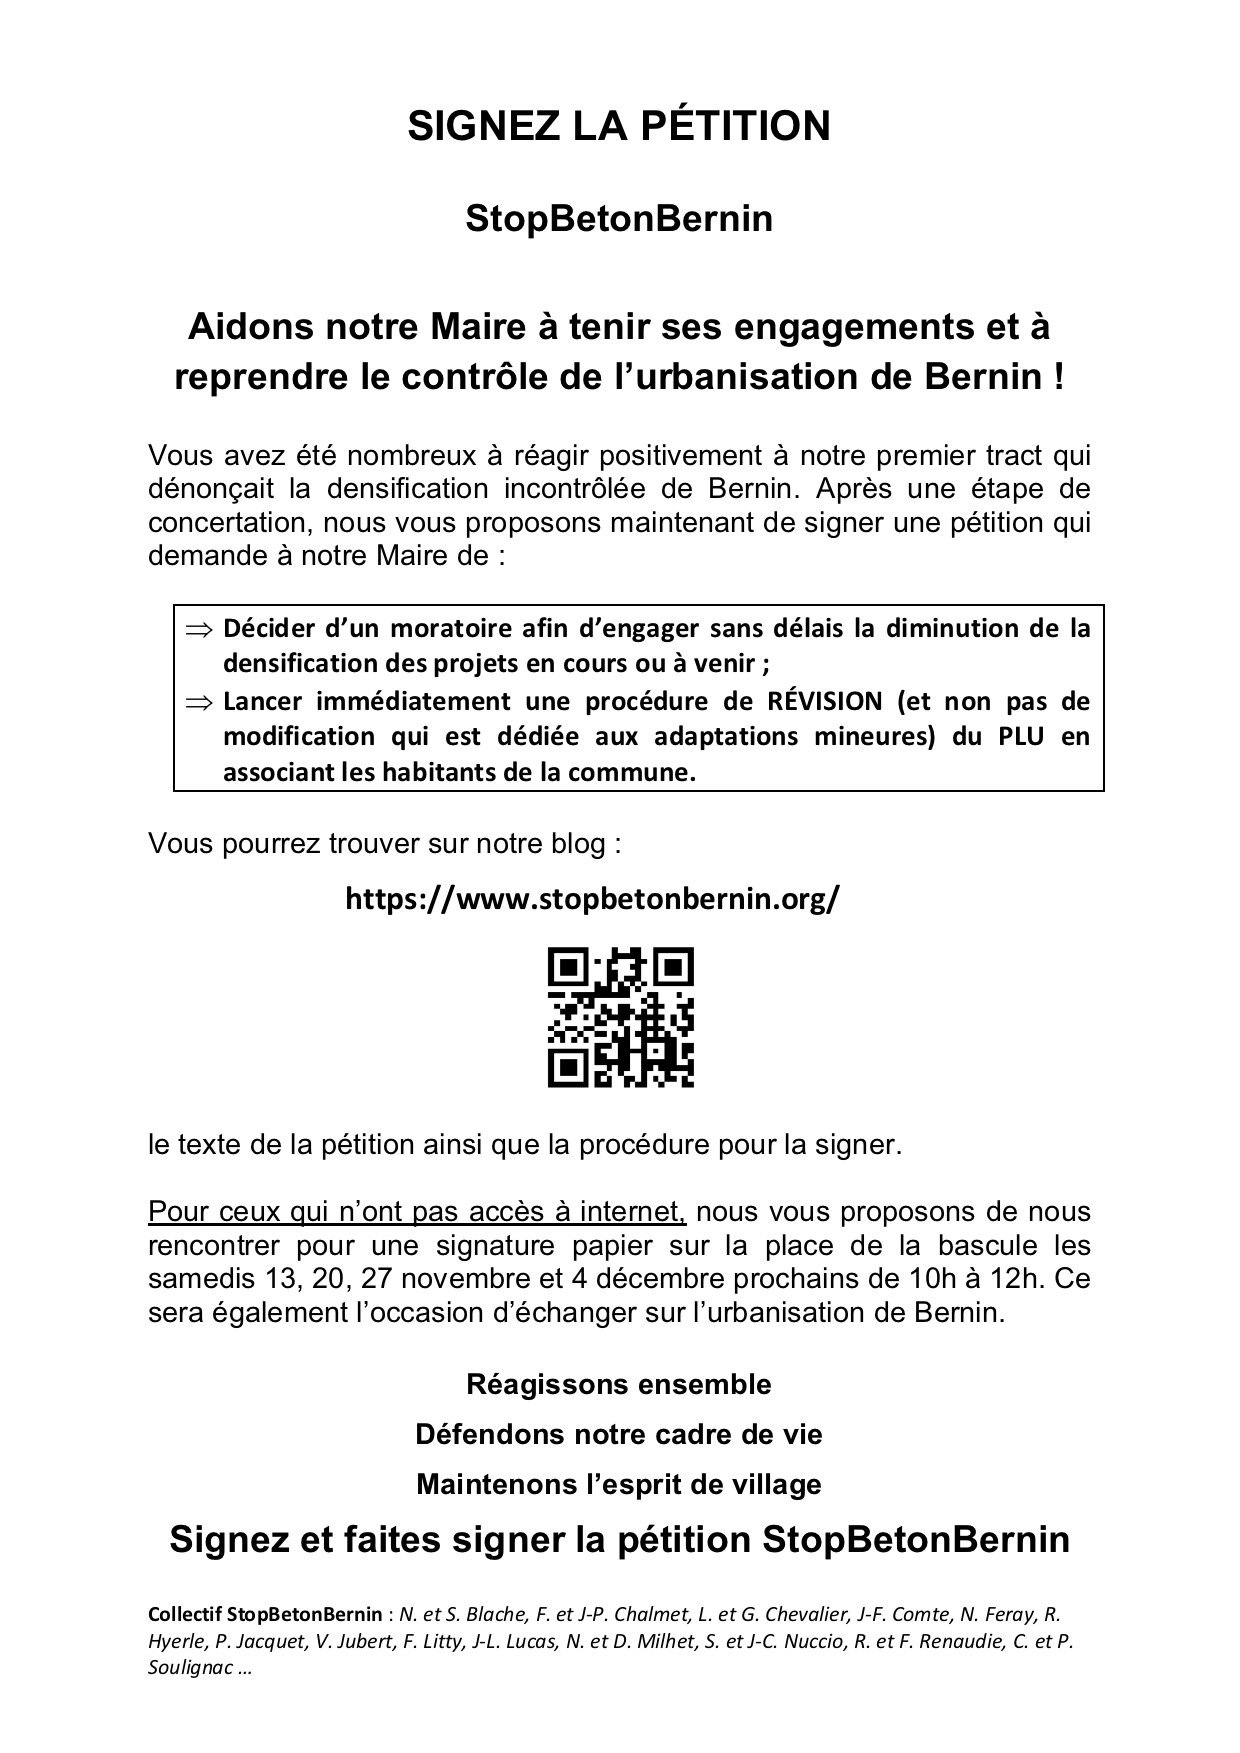 SIGNEZ LA PÉTITION
StopBetonBernin
Aidons notre Maire à tenir ses engagements et à
reprendre le contrôle de l’urbanisation de Bernin !
Vous avez été nombreux à réagir positivement à notre premier tract qui
dénonçait la densification incontrôlée de Bernin. Après une étape de
concertation, nous vous proposons maintenant de signer une pétition qui
demande à notre Maire de :
⇒ Décider d’un moratoire afin d’engager sans délais la diminution de la
densification des projets en cours ou à venir ;
⇒ Lancer immédiatement une procédure de RÉVISION (et non pas de
modification qui est dédiée aux adaptations mineures) du PLU en
associant les habitants de la commune.
Vous pourrez trouver sur notre blog :
https://www.stopbetonbernin.org/
le texte de la pétition ainsi que la procédure pour la signer.
Pour ceux qui n’ont pas accès à internet, nous vous proposons de nous
rencontrer pour une signature papier sur la place de la bascule les
samedis 13, 20, 27 novembre et 4 décembre prochains de 10h à 12h. Ce
sera également l’occasion d’échanger sur l’urbanisation de Bernin.
Réagissons ensemble
Défendons notre cadre de vie
Maintenons l’esprit de village
Signez et faites signer la pétition StopBetonBernin
Collectif StopBetonBernin : N. et S. Blache, F. et J-P. Chalmet, L. et G. Chevalier, J-F. Comte, N. Feray, R.
Hyerle, P. Jacquet, V. Jubert, F. Litty, J-L. Lucas, N. et D. Milhet, S. et J-C. Nuccio, R. et F. Renaudie, C. et P.
Soulignac …